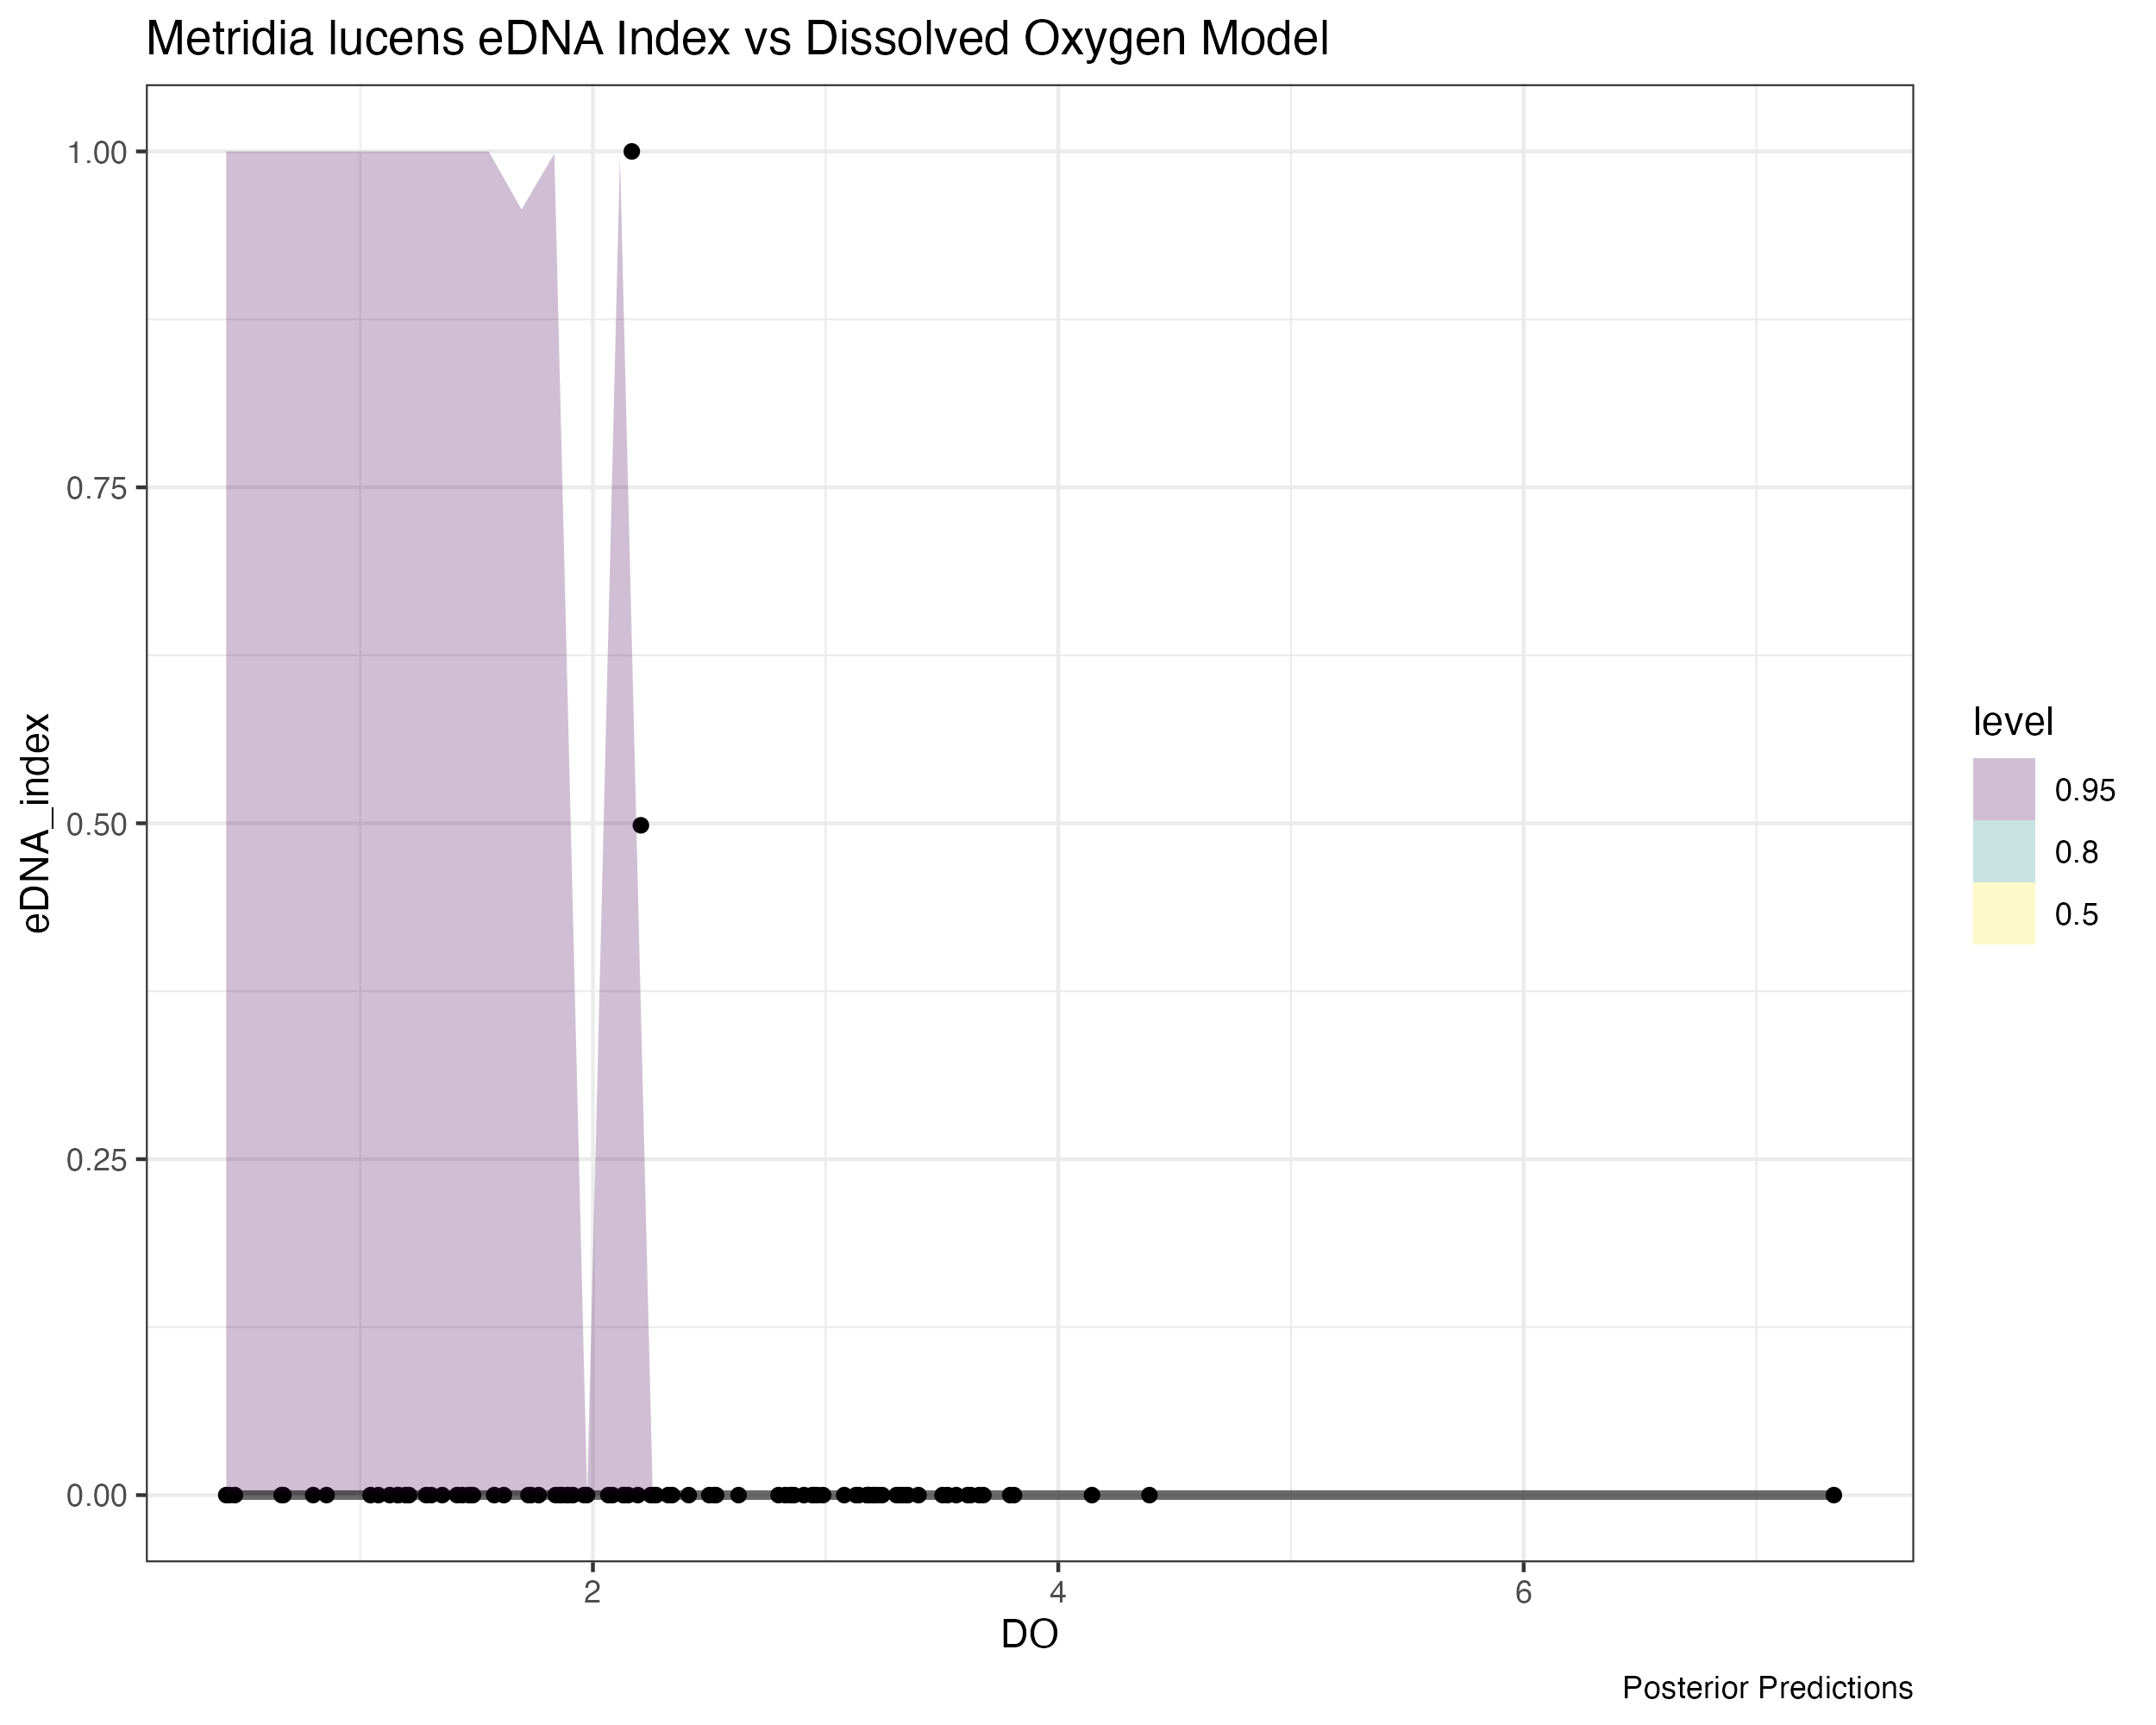 Metridia lucens eDNA Index vs Dissolved Oxygen Model
1.00
0.75
0.50
0.25
0.00
eDNA_index
2
4
6
DO
level
0.95
0.8
0.5
Posterior Predictions